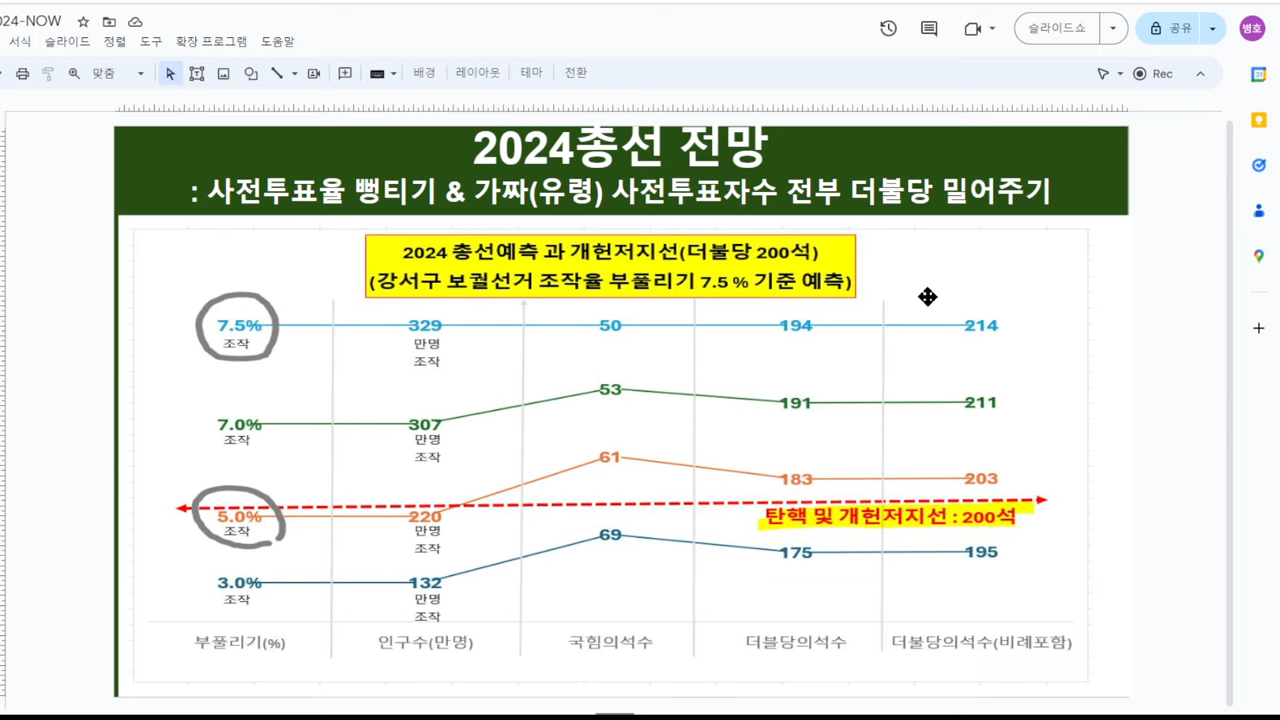 024-NOW
서식 슬라이드 정렬 도구 확장 프로그램 도움말
슬라이드쇼
공유
병호
맞춤
배경 레이아웃 테마 전환
Rec
31
2024총선 전망
: 사전투표율 뻥티기 & 가짜(유령) 사전투표자수 전부 더불당 밀어주기
2024 총선예측 과 개헌저지선(더불당 200석)
(강서구 보궐선거 조작율 부풀리기 7.5 % 기준 예측)
7.5% 329 50 194 214
조작 만명
조작
53
191 211
7.0% 307
조작 만명
조작
61
183 203
5.0% 220
탄핵 및 개헌저지선 : 200석
조작 만명
조작
69
175 195
3.0% 132
조작 만명
조작
부풀리기(%) 인구수(만명) 국힘의석수 더블당의석수 더불당의석수(비례포함)